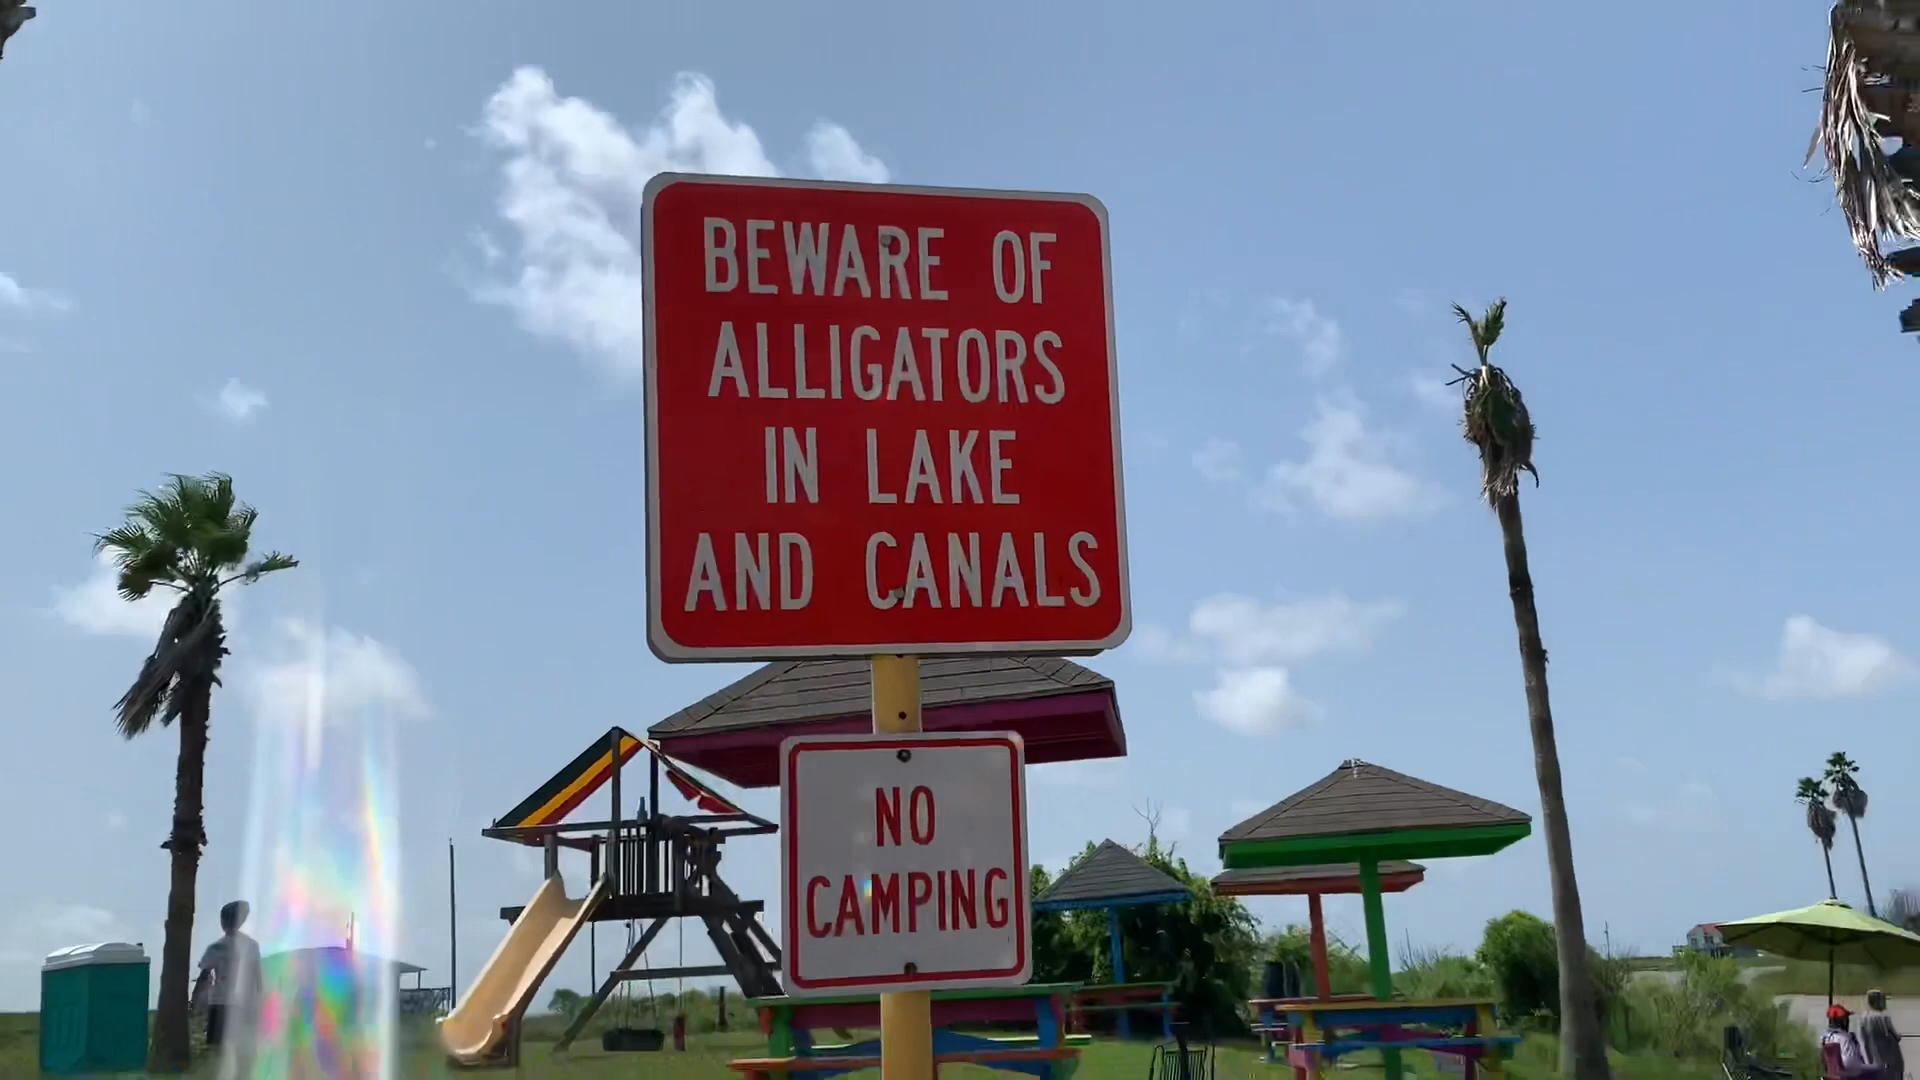 BEWARE OF
ALLIGATORS
IN LAKE
AND CANALS
NO
CAMPING